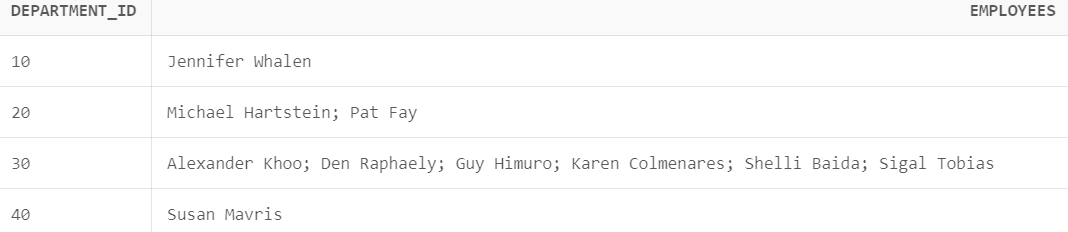 DEPARTMENT_ID EMPLOYEES
10 Jennifer Whalen
20 Michael Hartstein; Pat Fay
30 Alexander Khoo; Den Raphaely; Guy Himuro; Karen Colmenares; Shelli Baida; Sigal Tobias
40 Susan Mavris